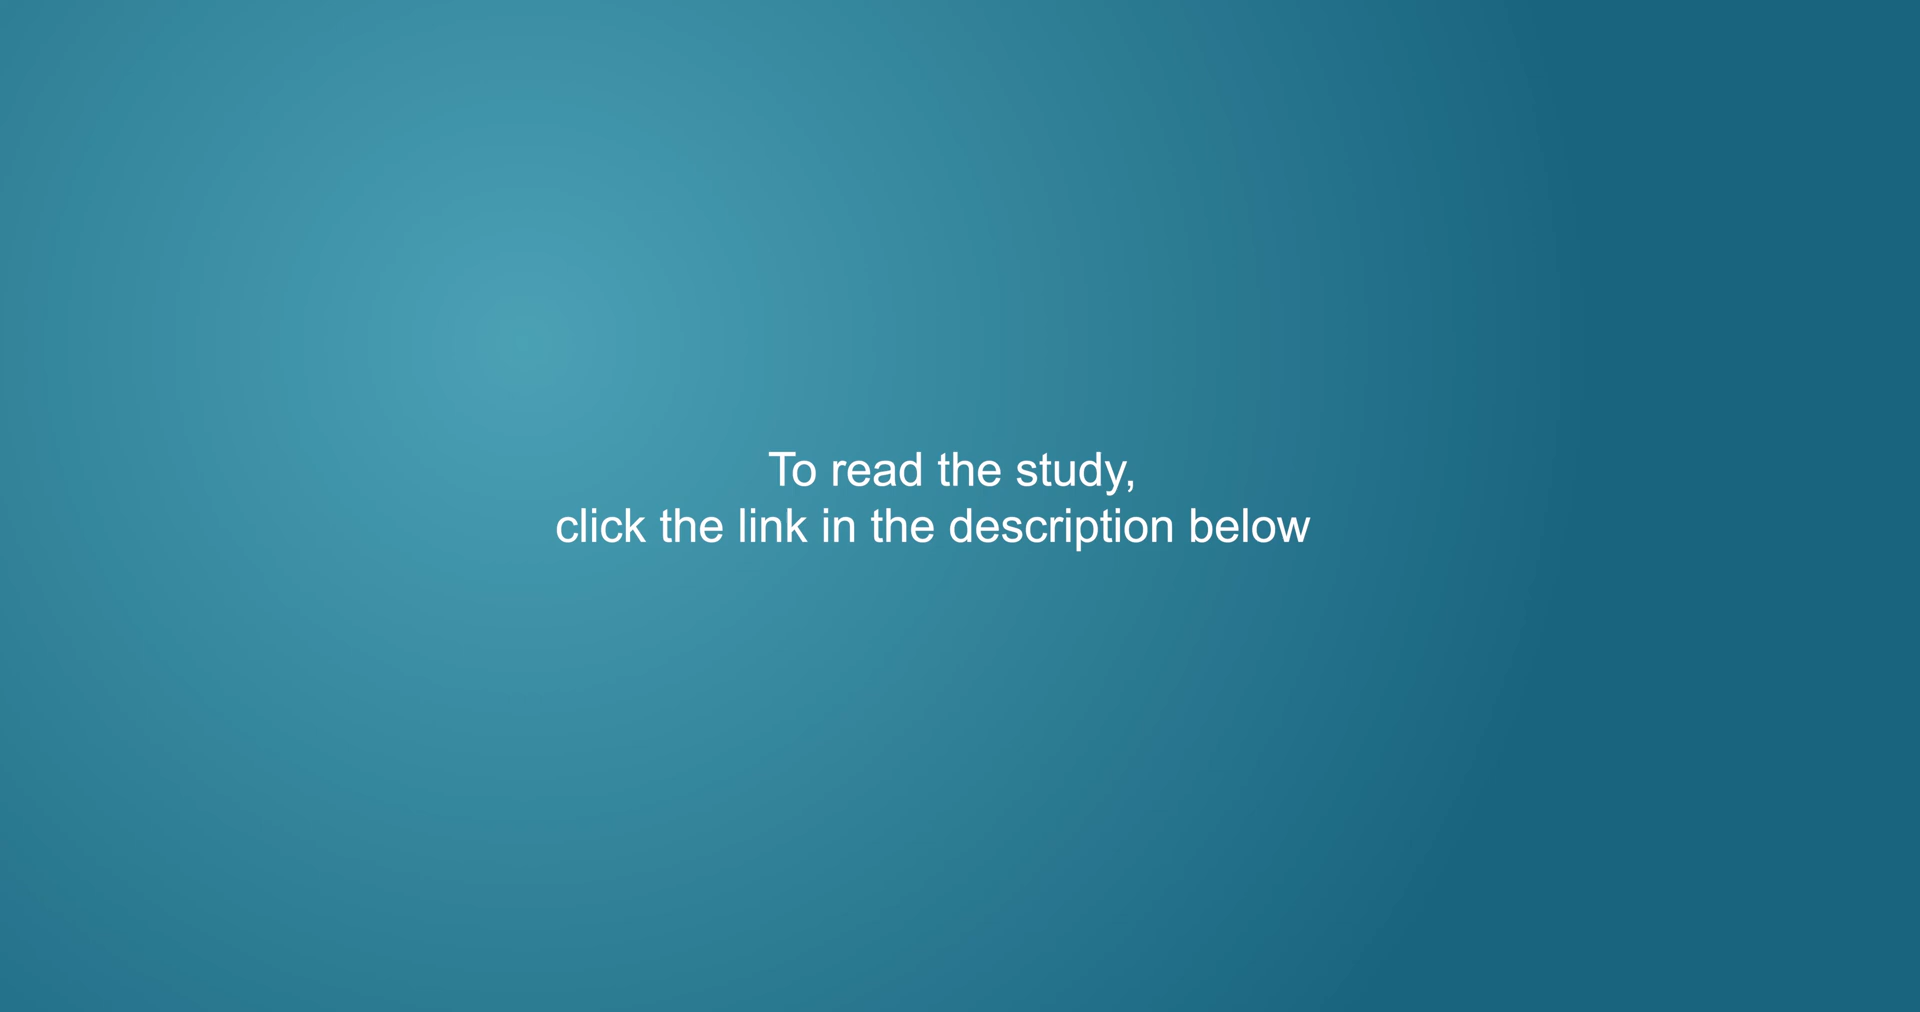 To read the study,
click the link in the description below